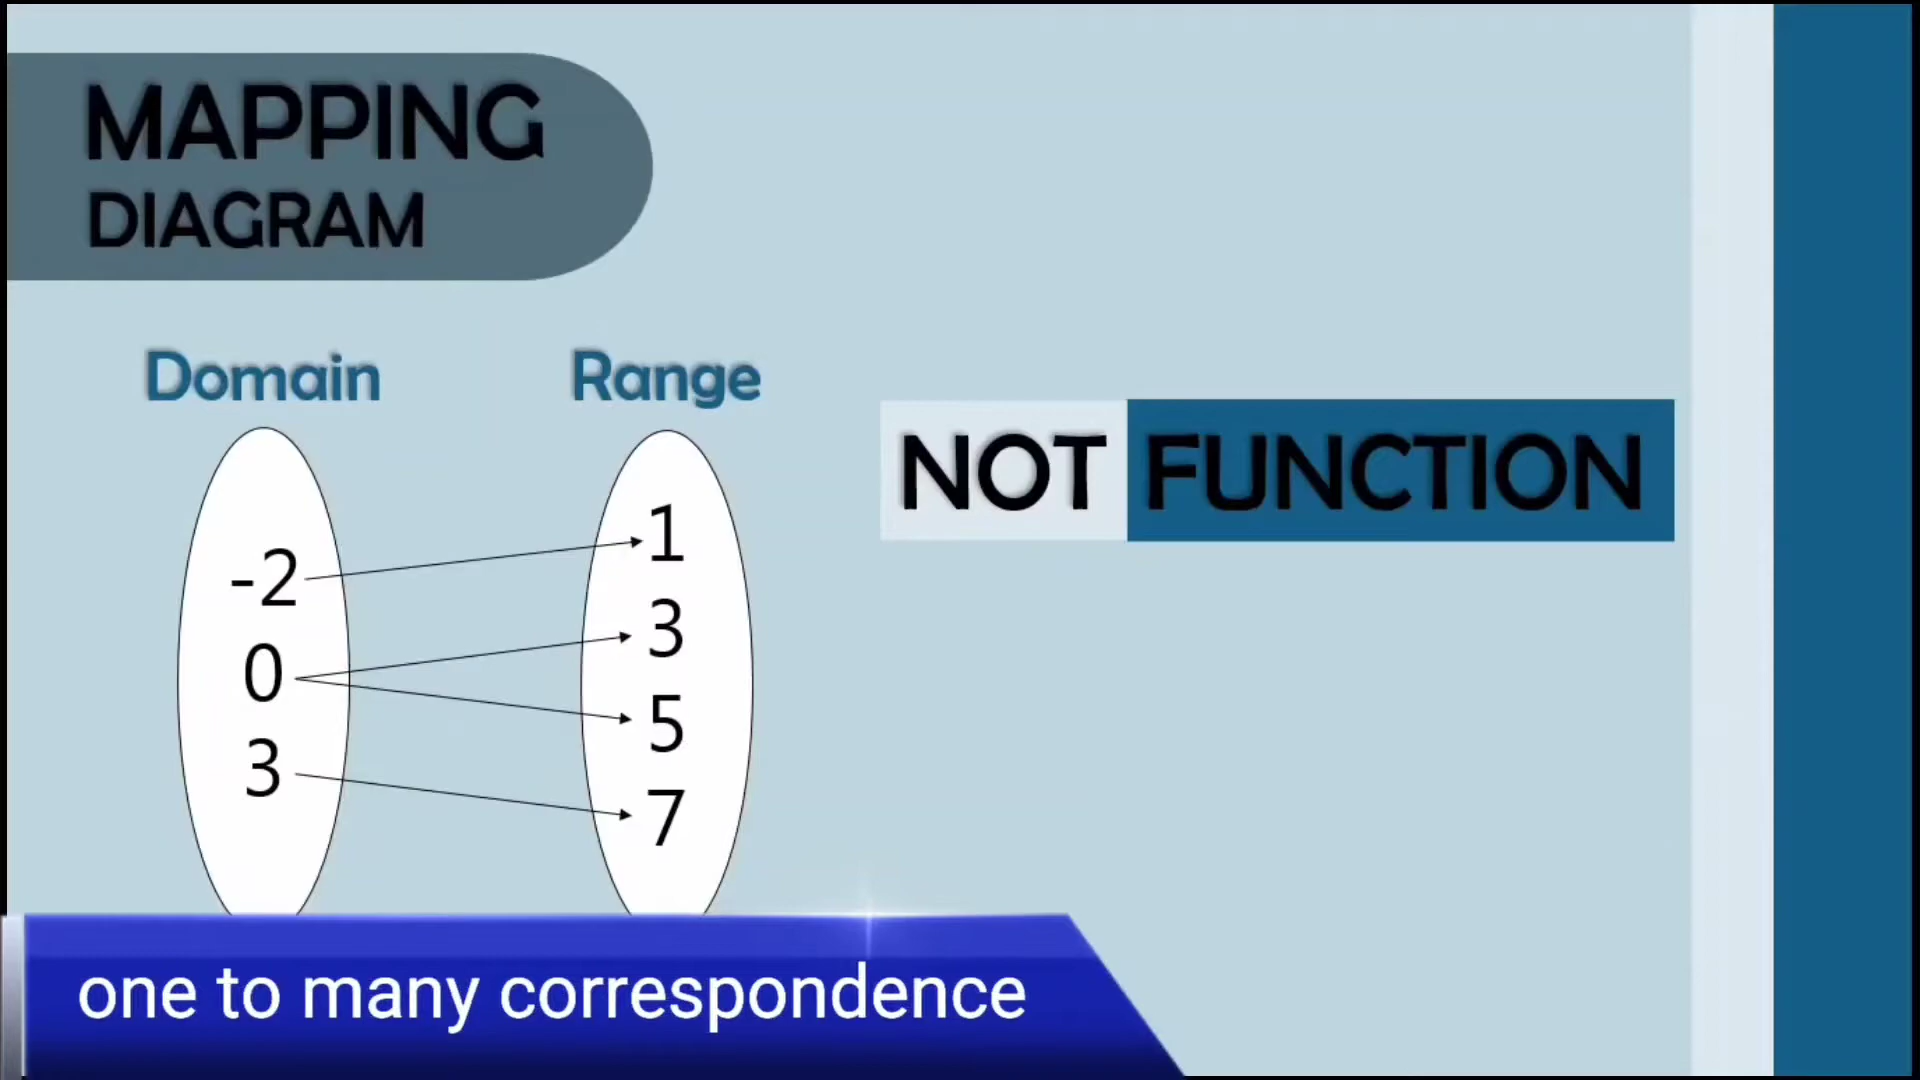 MAPPING
DIAGRAM
Domain
Range
NOT FUNCTION
-2
0
3
1
3
5
7
one to many correspondence